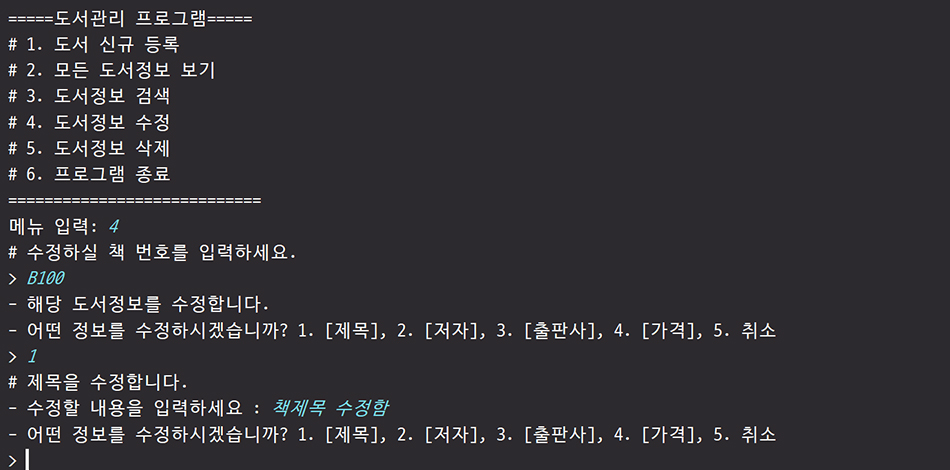 =====도서관리 프로그램=====
# 1. 도서 신규 등록
# 2. 모든 도서정보 보기
# 3. 도서정보 검색
# 4. 도서정보 수정
# 5. 도서정보 삭제
# 6. 프로그램 종료
============================
메뉴 입력: 4
# 수정하실 책 번호를 입력하세요.
> B100
- 해당 도서정보를 수정합니다.
- 어떤 정보를 수정하시겠습니까? 1. [제목], 2. [저자], 3. [출판사], 4. [가격], 5. 취소
> 1
# 제목을 수정합니다.
- 수정할 내용을 입력하세요 : 책제목 수정함
- 어떤 정보를 수정하시겠습니까? 1. [제목], 2. [저자], 3. [출판사], 4. [가격], 5. 취소
>